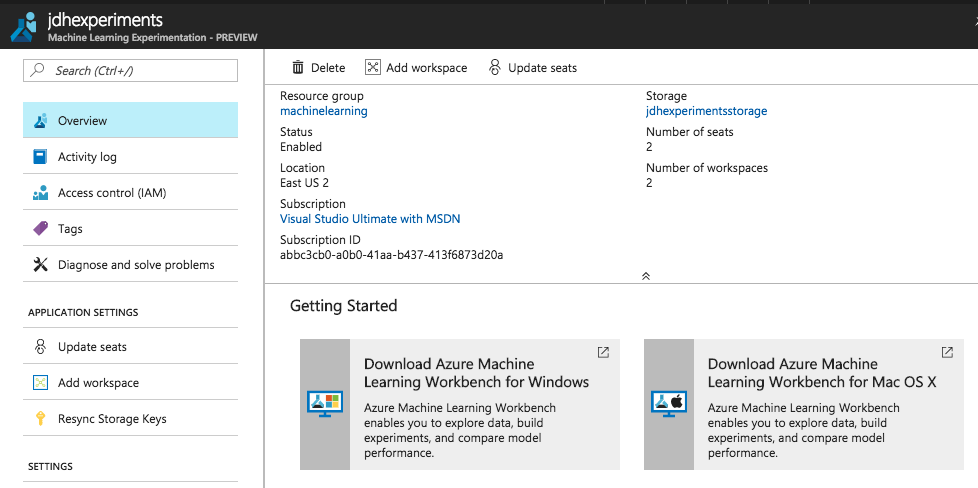 jdhexperiments
Machine Learning Experimentation - PREVIEW
Search (Ctrl+/)
Overview
Activity log
Access control (IAM)
Tags
Diagnose and solve problems
APPLICATION SETTINGS
Update seats
Add workspace
Resync Storage Keys
SETTINGS
Delete
Add workspace
Update seats
Resource group
machinelearning
Status
Enabled
Location
East US 2
Subscription
Visual Studio Ultimate with MSDN
Subscription ID
abbc3cb0-a0b0-41aa-b437-413f6873d20a
Storage
jdhexperimentsstorage
Number of seats
2
Number of workspaces
2
Getting Started
Download Azure Machine
Learning Workbench for Windows
Azure Machine Learning Workbench
enables you to explore data, build
experiments, and compare model
performance.
Download Azure Machine
Learning Workbench for Mac OS X
Azure Machine Learning Workbench
enables you to explore data, build
experiments, and compare model
performance.